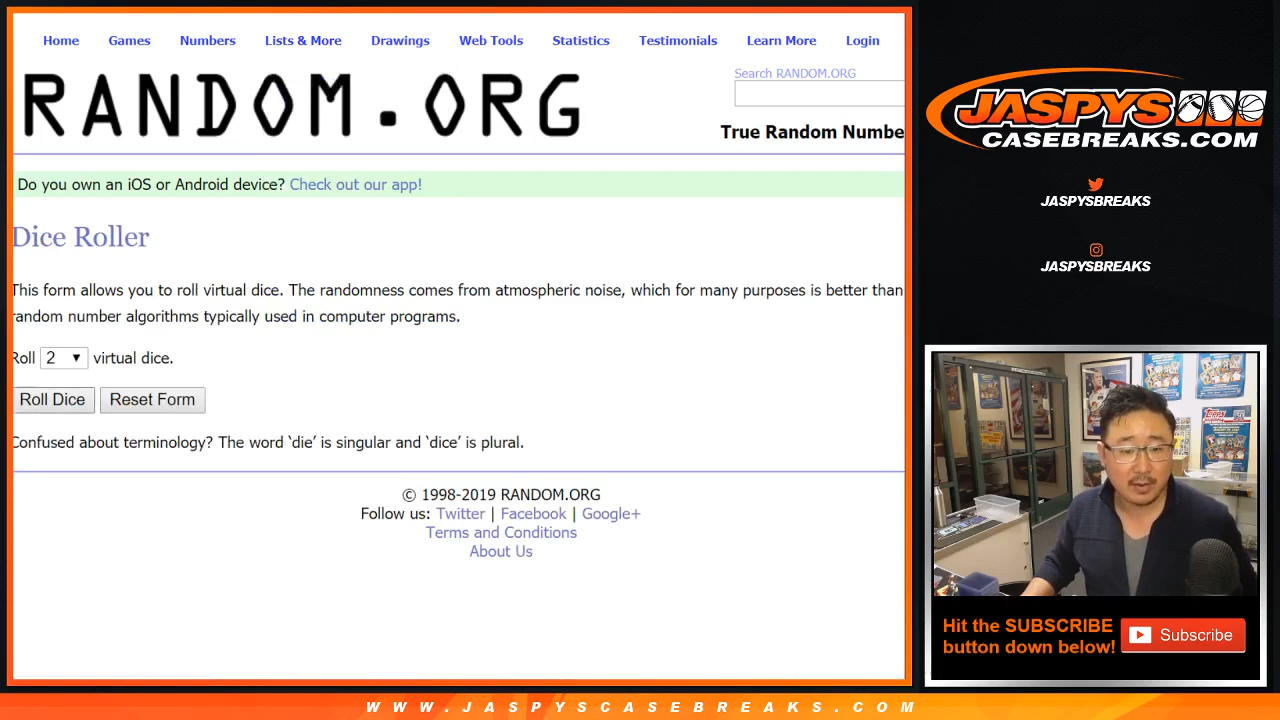 Home Games Numbers Lists & More Drawings Web Tools Statistics Testimonials Learn More Login
RANDOM.ORG
Search RANDOM.ORG
True Random Numbe
Do you own an iOS or Android device? Check out our app!
Dice Roller
This form allows you to roll virtual dice. The randomness comes from atmospheric noise, which for many purposes is better than
random number algorithms typically used in computer programs.
Roll 2 virtual dice.
Roll Dice Reset Form
Confused about terminology? The word ‘die’ is singular and ‘dice’ is plural.
© 1998-2019 RANDOM.ORG
Follow us: Twitter | Facebook | Google+
Terms and Conditions
About Us
JASPYS
CASEBREAKS.COM
JASPYSBREAKS
JASPYSBREAKS
TOPPS
Hit the SUBSCRIBE
button down below!
Subscribe
WWW.JASPYSCASEBREAKS.COM